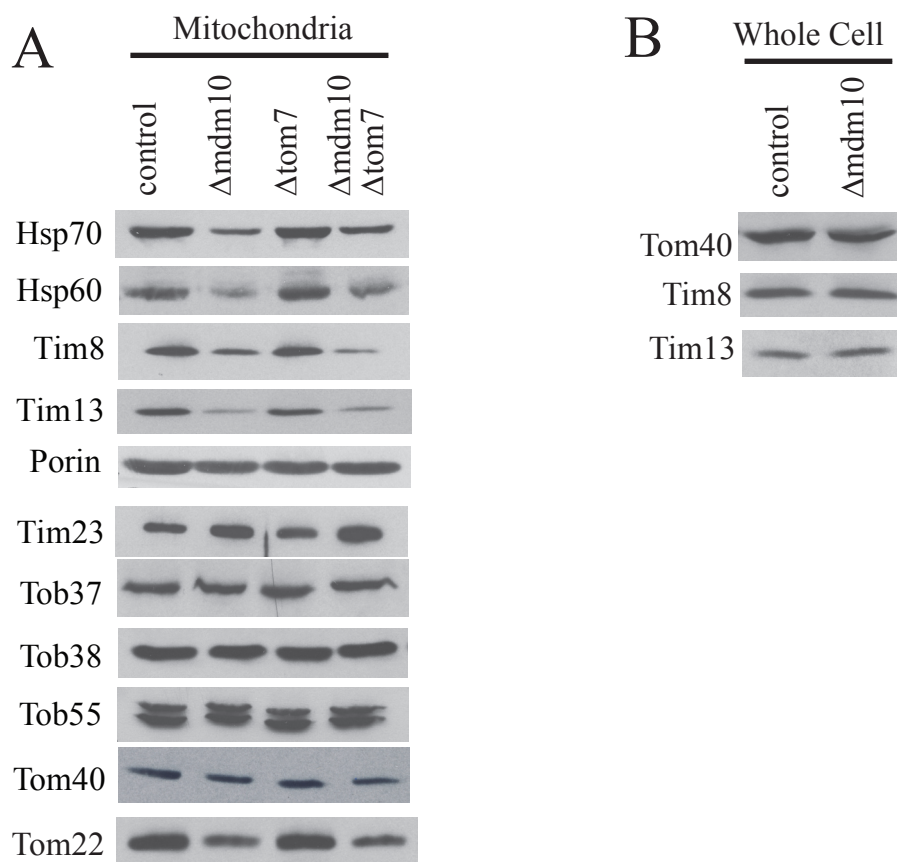 A
Mitochondria
control
Δmdm10
Δtom7
Δmdm10
Δtom7
Hsp70
Hsp60
Tim8
Tim13
Porin
Tim23
Tob37
Tob38
Tob55
Tom40
Tom22
B
Whole Cell
control
Δmdm10
Tom40
Tim8
Tim13